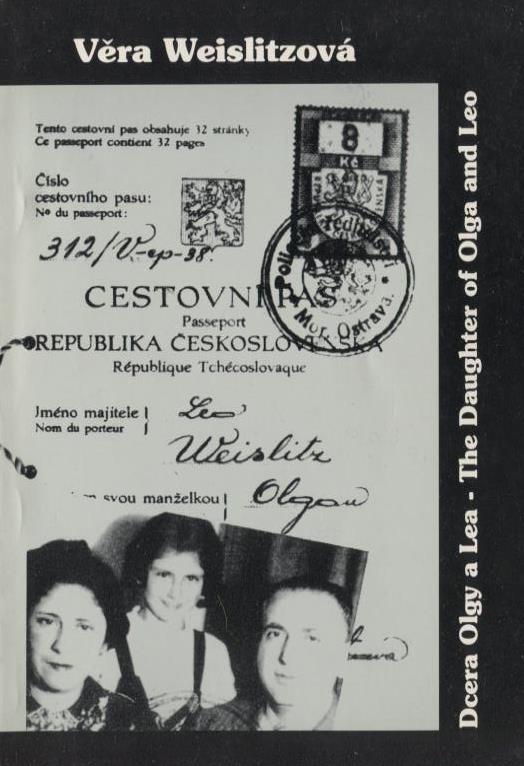 Věra Weislitzová
Tento cestovní pas obsahuje 32 stránky
Ce passeport contient 32 pages
Číslo
cestovního pasu:
No du passeport:
312/V-ep-38.
8
Kč
Mor. Ostrava.
CESTOVNÍ PAS
Passeport
REPUBLIKA ČESKOSLOVENSKÁ
République Tchécoslovaque
Jméno majitele
Nom du porteur
Leo
Weislitz
svou manželkou
Olgou
Dcera Olgy a Lea - The Daughter of Olga and Leo